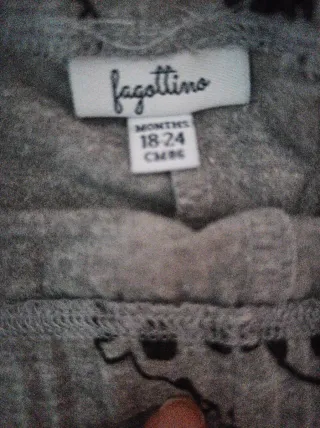 fagottino
MONTHS
18-24
CM 86